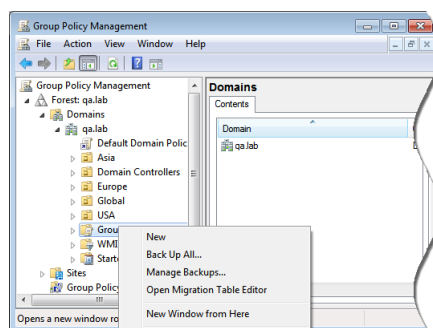 Group Policy Management
File Action View Window Help
Group Policy Management
Forest: qa.lab
Domains
qa.lab
Default Domain Polic
Asia
Domain Controllers
Europe
Global
USA
Grou
WMI
Starte
Sites
Group Policy
Domains
Contents
Domain
qa.lab
New
Back Up All...
Manage Backups...
Open Migration Table Editor
New Window from Here
Opens a new window ro